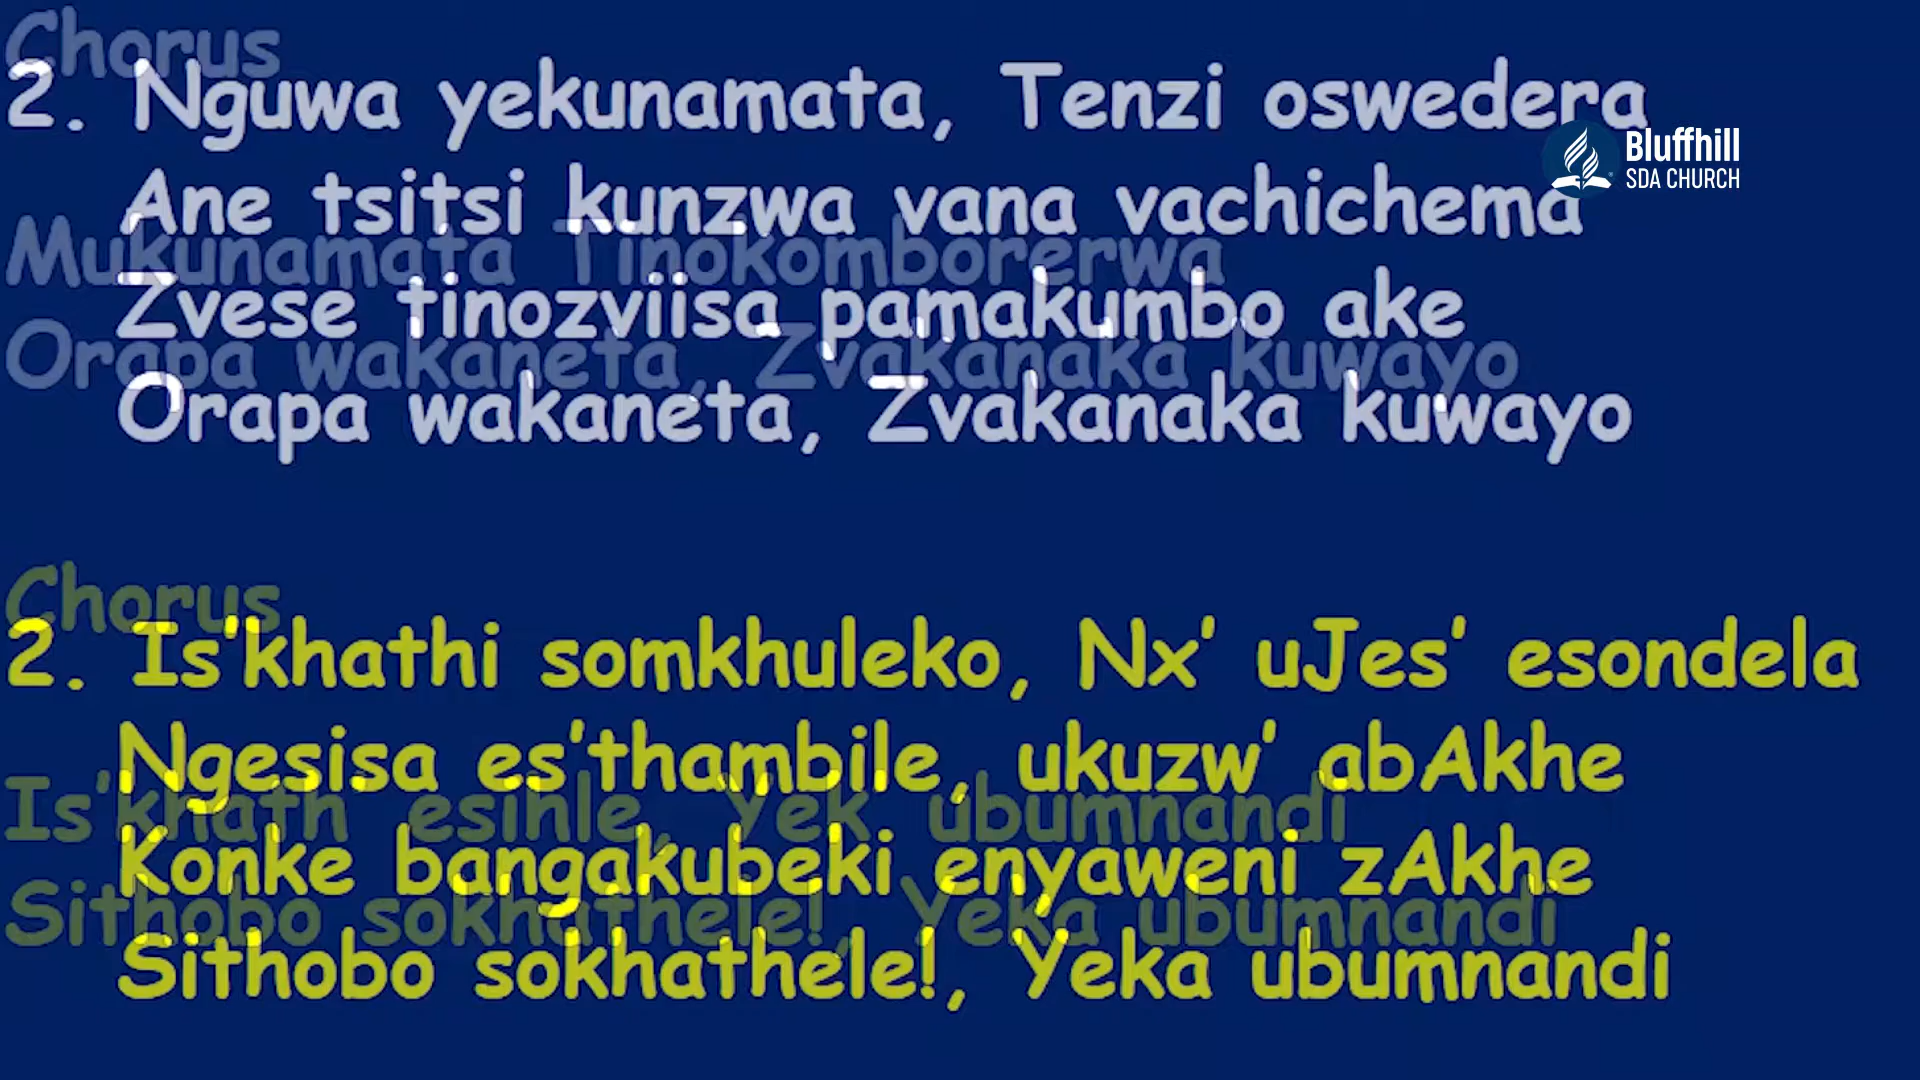 Chorus
2. Nguwa yekunamata, Tenzi oswedera
Bluffhill
SDA CHURCH
Ane tsitsi kunzwa vana vachichema
Mukunamata Tinokomborerwa
Zvese tinozviisa pamakumbo ake
Orapa wakaneta, Zvakanaka kuwayo
Orapa wakaneta, Zvakanaka kuwayo
Chorus
2. Is'khathi somkhuleko, Nx' uJes' esondela
Ngesisa es'thambile, ukuzw' abAkhe
Is'khath' esihle, Yek' ubumnandi
Konke bangakubeki enyaweni zAkhe
Sithobo sokhathele!, Yeka ubumnandi
Sithobo sokhathele!, Yeka ubumnandi